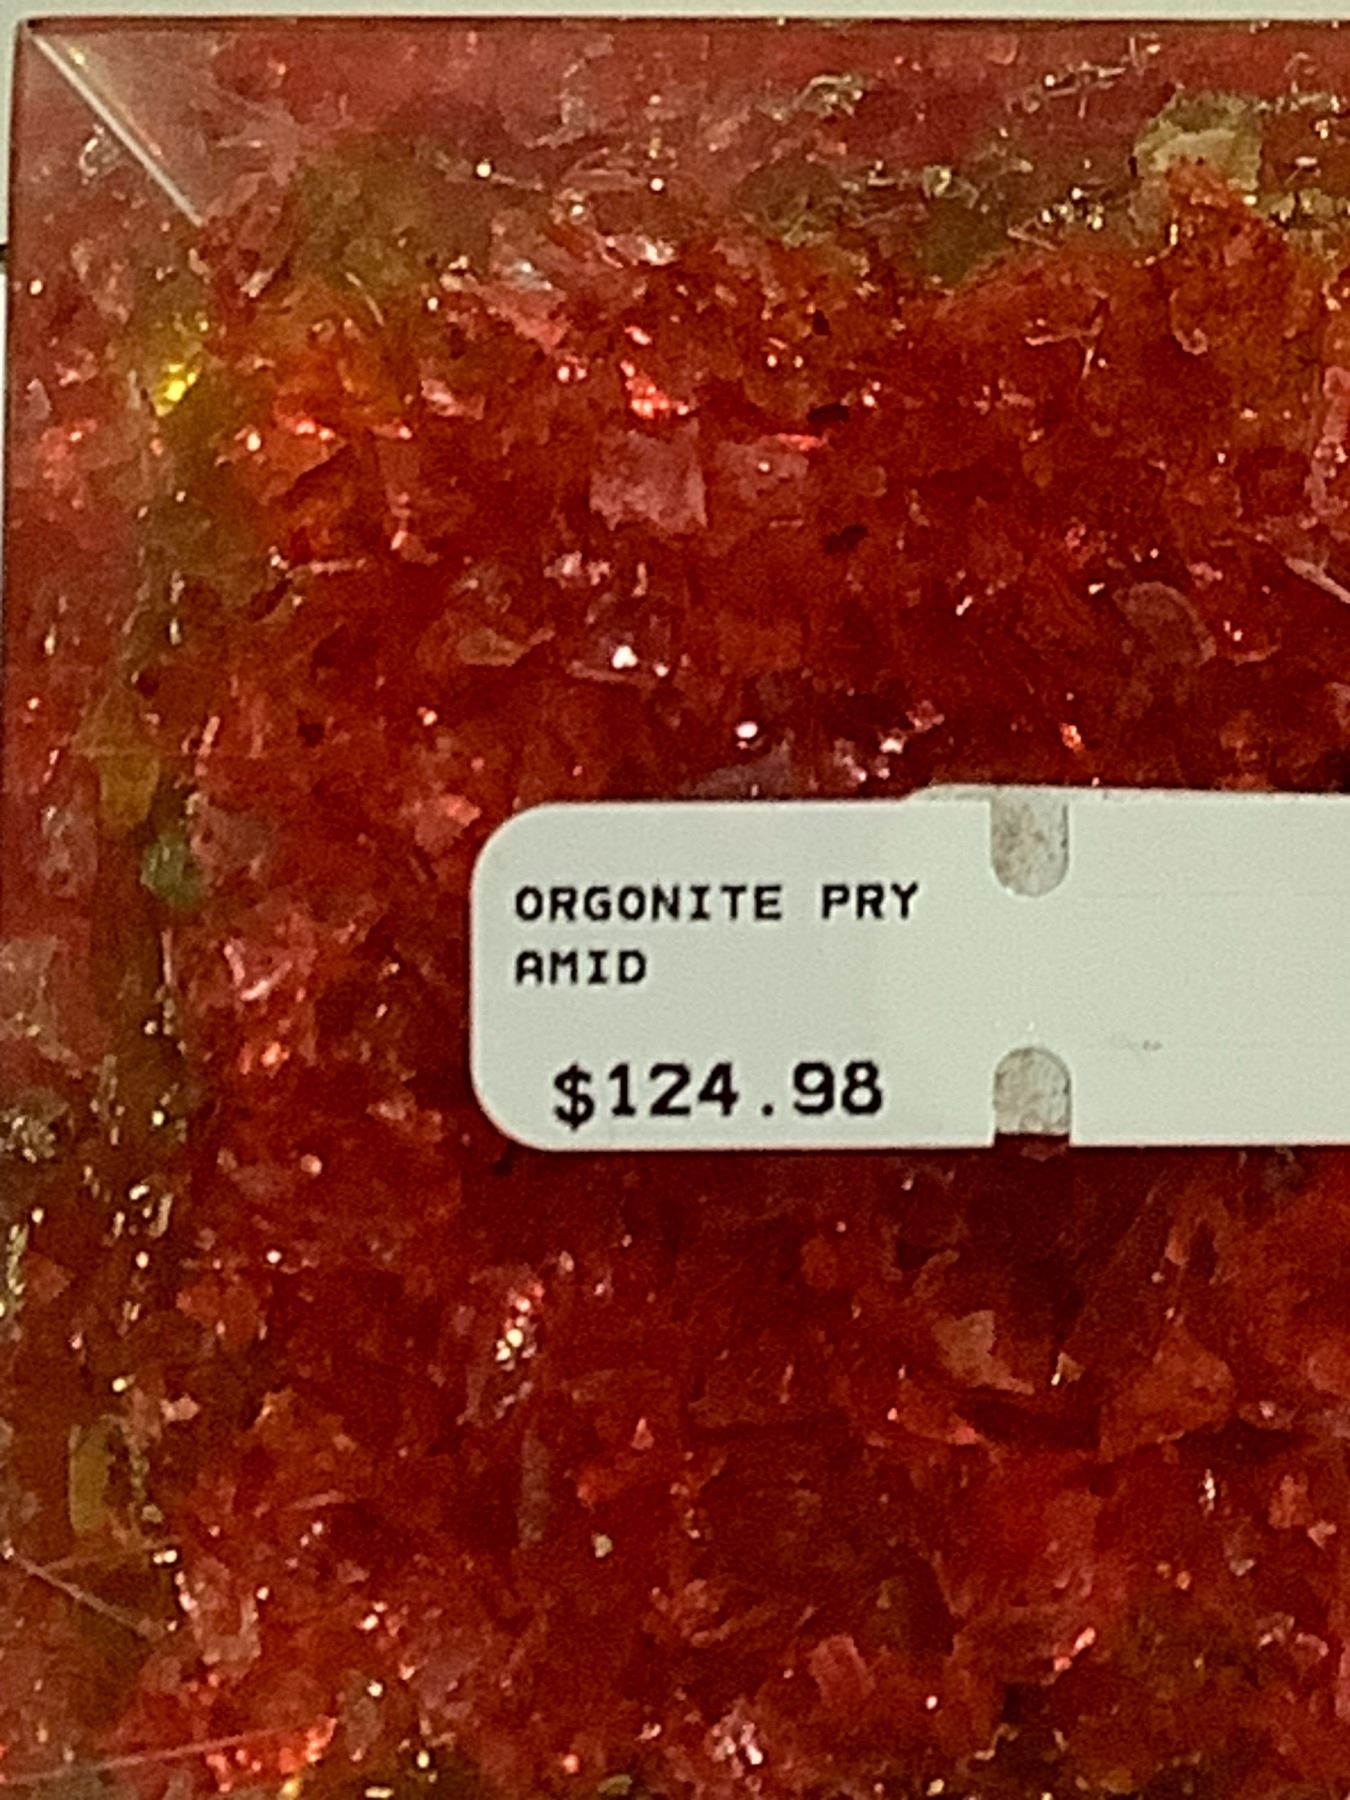 ORGONITE PRY
AMID
$124.98